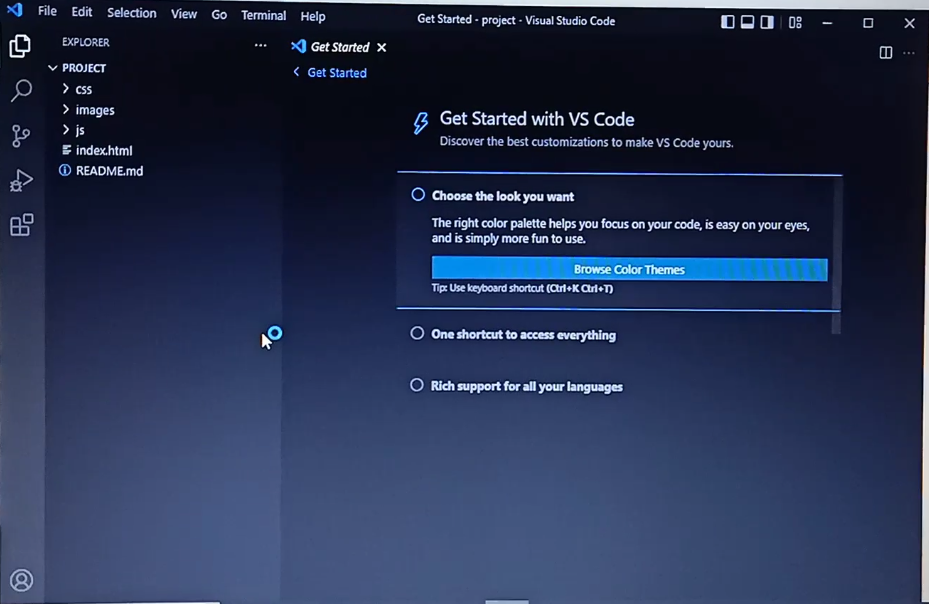 File Edit Selection View Go Terminal Help
Get Started - project - Visual Studio Code
EXPLORER
Get Started
PROJECT
Get Started
css
images
js
index.html
README.md
Get Started with VS Code
Discover the best customizations to make VS Code yours.
Choose the look you want
The right color palette helps you focus on your code, is easy on your eyes,
and is simply more fun to use.
Browse Color Themes
Tip: Use keyboard shortcut (Ctrl+K Ctrl+T)
One shortcut to access everything
Rich support for all your languages